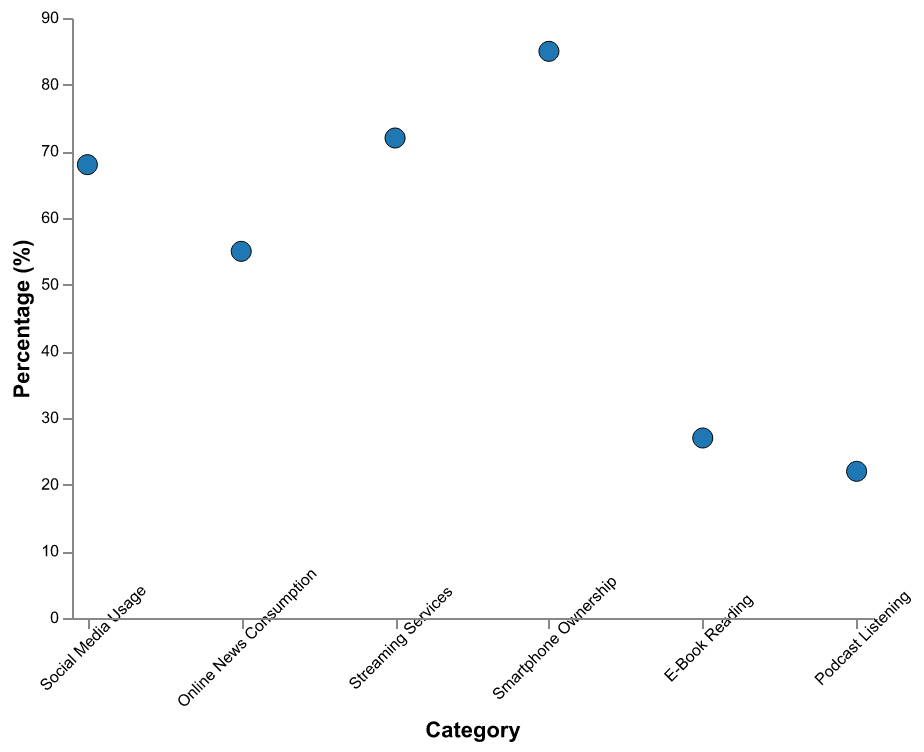 90
80
70
60
50
40
30
20
10
0
Percentage (%)
Social Media Usage
Online News Consumption
Streaming Services
Smartphone Ownership
E-Book Reading
Podcast Listening
Category